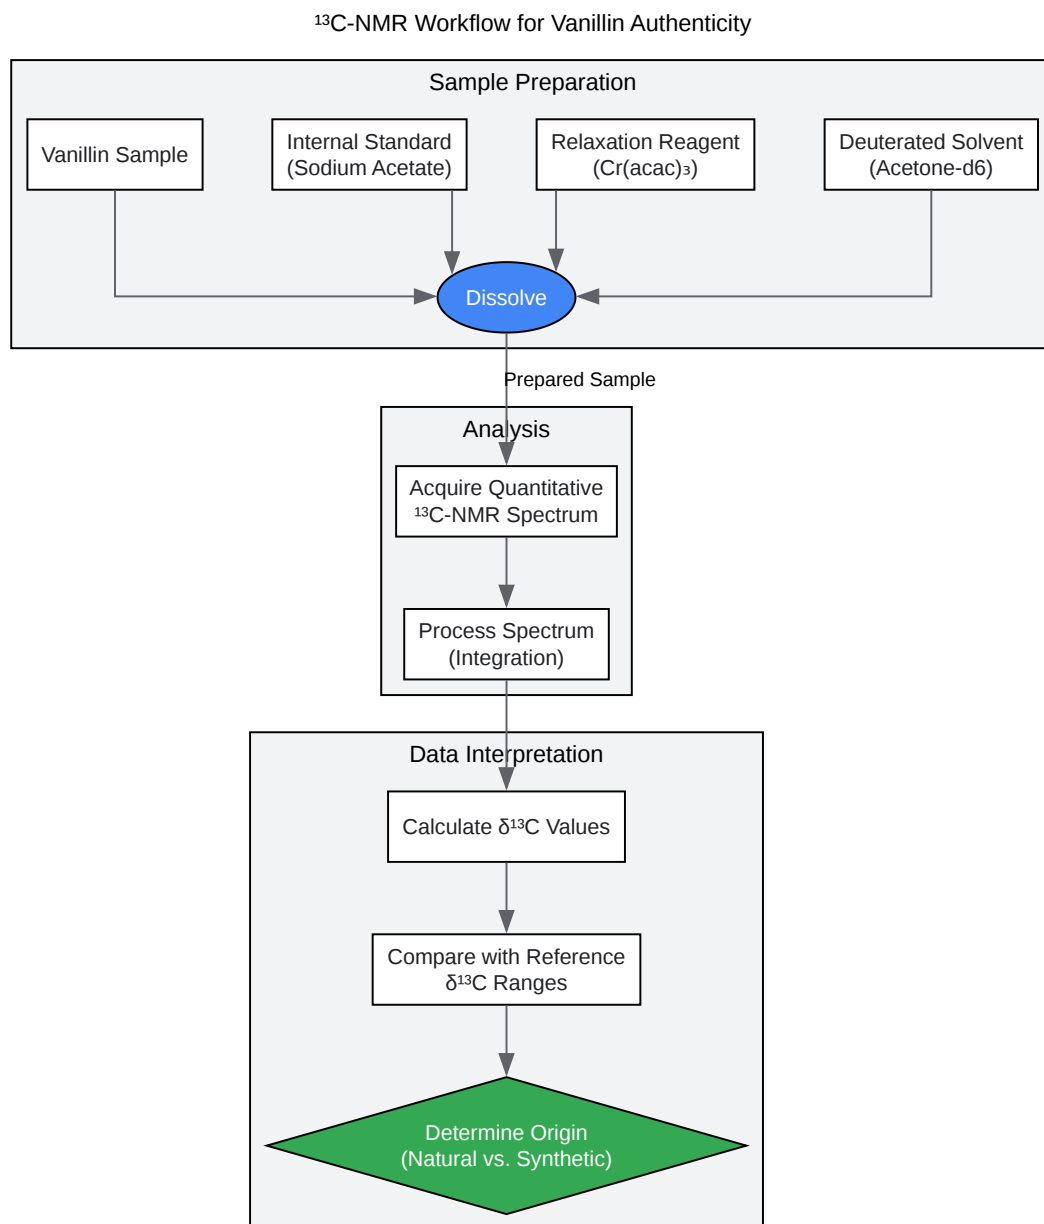 ¹³C-NMR Workflow for Vanillin Authenticity
Sample Preparation
Vanillin Sample
Internal Standard
(Sodium Acetate)
Relaxation Reagent
(Cr(acac)₃)
Deuterated Solvent
(Acetone-d6)
Dissolve
Prepared Sample
Analysis
Acquire Quantitative
¹³C-NMR Spectrum
Process Spectrum
(Integration)
Data Interpretation
Calculate δ¹³C Values
Compare with Reference
δ¹³C Ranges
Determine Origin
(Natural vs. Synthetic)